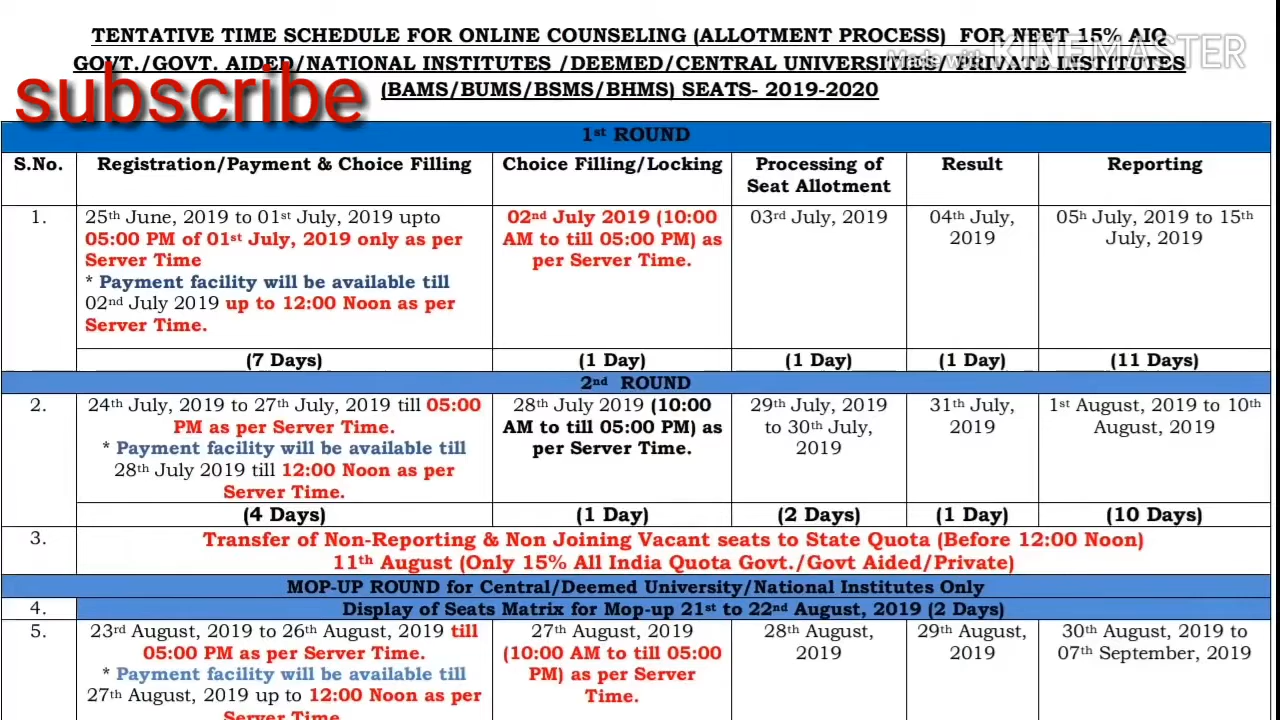 TENTATIVE TIME SCHEDULE FOR ONLINE COUNSELING (ALLOTMENT PROCESS) FOR NEET 15% AIQ
Made with KINEMASTER
GOVT./GOVT. AIDED/NATIONAL INSTITUTES /DEEMED/CENTRAL UNIVERSITIES/ PRIVATE INSTITUTES
subscribe
(BAMS/BUMS/BSMS/BHMS) SEATS- 2019-2020
1st ROUND
S.No.
Registration/Payment & Choice Filling
Choice Filling/Locking
Processing of
Seat Allotment
Result
Reporting
1.
25th June, 2019 to 01st July, 2019 upto
05:00 PM of 01st July, 2019 only as per
Server Time
* Payment facility will be available till
02nd July 2019 up to 12:00 Noon as per
Server Time.
02nd July 2019 (10:00
AM to till 05:00 PM) as
per Server Time.
03rd July, 2019
04th July,
2019
05h July, 2019 to 15th
July, 2019
(7 Days)
(1 Day)
(1 Day)
(1 Day)
(11 Days)
2nd ROUND
2.
24th July, 2019 to 27th July, 2019 till 05:00
PM as per Server Time.
* Payment facility will be available till
28th July 2019 till 12:00 Noon as per
Server Time.
28th July 2019 (10:00
AM to till 05:00 PM) as
per Server Time.
29th July, 2019
to 30th July,
2019
31th July,
2019
1st August, 2019 to 10th
August, 2019
(4 Days)
(1 Day)
(2 Days)
(1 Day)
(10 Days)
3.
Transfer of Non-Reporting & Non Joining Vacant seats to State Quota (Before 12:00 Noon)
11th August (Only 15% All India Quota Govt./Govt Aided/Private)
MOP-UP ROUND for Central/Deemed University/National Institutes Only
4.
Display of Seats Matrix for Mop-up 21st to 22nd August, 2019 (2 Days)
5.
23rd August, 2019 to 26th August, 2019 till
05:00 PM as per Server Time.
* Payment facility will be available till
27th August, 2019 up to 12:00 Noon as per
Server Time.
27th August, 2019
(10:00 AM to till 05:00
PM) as per Server
Time.
28th August,
2019
29th August,
2019
30th August, 2019 to
07th September, 2019